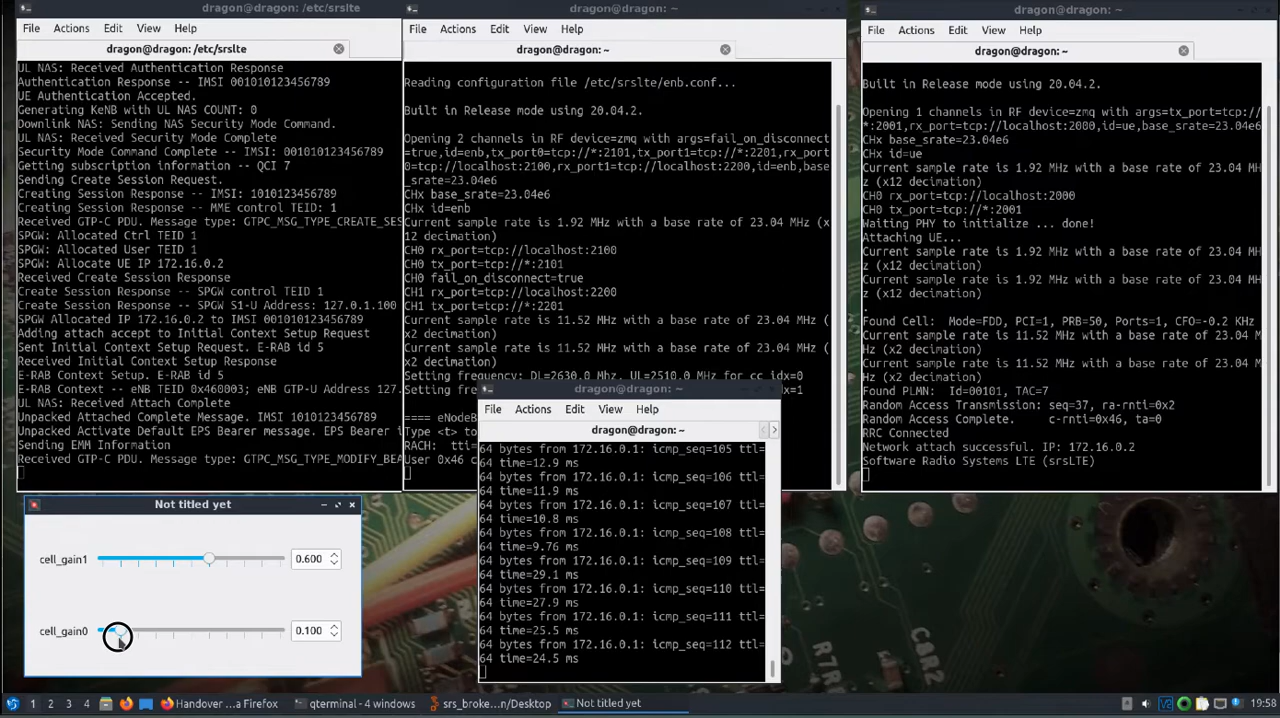 dragon@dragon: /etc/srslte
File Actions Edit View Help
dragon@dragon: /etc/srslte
UL NAS: Received Authentication Response
Authentication Response -- IMSI 001010123456789
UE Authentication Accepted.
Generating KeNB with UL NAS COUNT: 0
Downlink NAS: Sending NAS Security Mode Command.
UL NAS: Received Security Mode Complete
Security Mode Command Complete -- IMSI: 001010123456789
Getting subscription information -- QCI 7
Sending Create Session Request.
Creating Session Response -- IMSI: 1010123456789
Creating Session Response -- MME control TEID: 1
Received GTP-C PDU. Message type: GTPC_MSG_TYPE_CREATE_SES
SPGW: Allocated Ctrl TEID 1
SPGW: Allocated User TEID 1
SPGW: Allocate UE IP 172.16.0.2
Received Create Session Response
Create Session Response -- SPGW control TEID 1
Create Session Response -- SPGW S1-U Address: 127.0.1.100
SPGW Allocated IP 172.16.0.2 to IMSI 001010123456789
Adding attach accept to Initial Context Setup Request
Sent Initial Context Setup Request. E-RAB id 5
Received Initial Context Setup Response
E-RAB Context Setup. E-RAB id 5
E-RAB Context -- eNB TEID 0x460003; eNB GTP-U Address 127.
UL NAS: Received Attach Complete
Unpacked Attached Complete Message. IMSI 1010123456789
Unpacked Activate Default EPS Bearer message. EPS Bearer i
Sending EMM Information
Received GTP-C PDU. Message type: GTPC_MSG_TYPE_MODIFY_BEA
dragon@dragon: ~
File Actions Edit View Help
dragon@dragon: ~
Reading configuration file /etc/srslte/enb.conf...
Built in Release mode using 20.04.2.
Opening 2 channels in RF device=zmq with args=fail_on_disconnect
=true,id=enb,tx_port0=tcp://*:2101,tx_port1=tcp://*:2201,rx_port
0=tcp://localhost:2100,rx_port1=tcp://localhost:2200,id=enb,base
_srate=23.04e6
CHx base_srate=23.04e6
CHx id=enb
Current sample rate is 1.92 MHz with a base rate of 23.04 MHz (x
12 decimation)
CH0 rx_port=tcp://localhost:2100
CH0 tx_port=tcp://*:2101
CH0 fail_on_disconnect=true
CH1 rx_port=tcp://localhost:2200
CH1 tx_port=tcp://*:2201
Current sample rate is 11.52 MHz with a base rate of 23.04 MHz (
x2 decimation)
Current sample rate is 11.52 MHz with a base rate of 23.04 MHz (
x2 decimation)
Setting frequency: DL=2630.0 Mhz, UL=2510.0 MHz for cc_idx=0
Setting f
=1
==== eNodeB
Type <t> to
RACH: tti=
User 0x46 c
dragon@dragon: ~
File Actions Edit View Help
dragon@dragon: ~
Built in Release mode using 20.04.2.
Opening 1 channels in RF device=zmq with args=tx_port=tcp://
*:2001,rx_port=tcp://localhost:2000,id=ue,base_srate=23.04e6
CHx base_srate=23.04e6
CHx id=ue
Current sample rate is 1.92 MHz with a base rate of 23.04 MH
z (x12 decimation)
CH0 rx_port=tcp://localhost:2000
CH0 tx_port=tcp://*:2001
Waiting PHY to initialize ... done!
Attaching UE...
Current sample rate is 1.92 MHz with a base rate of 23.04 MH
z (x12 decimation)
Current sample rate is 1.92 MHz with a base rate of 23.04 MH
z (x12 decimation)
.
Found Cell: Mode=FDD, PCI=1, PRB=50, Ports=1, CFO=-0.2 KHz
Current sample rate is 11.52 MHz with a base rate of 23.04 M
Hz (x2 decimation)
Current sample rate is 11.52 MHz with a base rate of 23.04 M
Hz (x2 decimation)
Found PLMN: Id=00101, TAC=7
Random Access Transmission: seq=37, ra-rnti=0x2
Random Access Complete. c-rnti=0x46, ta=0
RRC Connected
Network attach successful. IP: 172.16.0.2
Software Radio Systems LTE (srsLTE)
dragon@dragon: ~
File Actions Edit View Help
dragon@dragon: ~
64 bytes from 172.16.0.1: icmp_seq=105 ttl=
64 time=12.9 ms
64 bytes from 172.16.0.1: icmp_seq=106 ttl=
64 time=11.9 ms
64 bytes from 172.16.0.1: icmp_seq=107 ttl=
64 time=10.8 ms
64 bytes from 172.16.0.1: icmp_seq=108 ttl=
64 time=9.76 ms
64 bytes from 172.16.0.1: icmp_seq=109 ttl=
64 time=29.1 ms
64 bytes from 172.16.0.1: icmp_seq=110 ttl=
64 time=27.9 ms
64 bytes from 172.16.0.1: icmp_seq=111 ttl=
64 time=25.5 ms
64 bytes from 172.16.0.1: icmp_seq=112 ttl=
64 time=24.5 ms
Not titled yet
cell_gain1 0.600
cell_gain0 0.100
1 2 3 4 Handover ...a Firefox qterminal - 4 windows srs_broke...n/Desktop Not titled yet 19:58